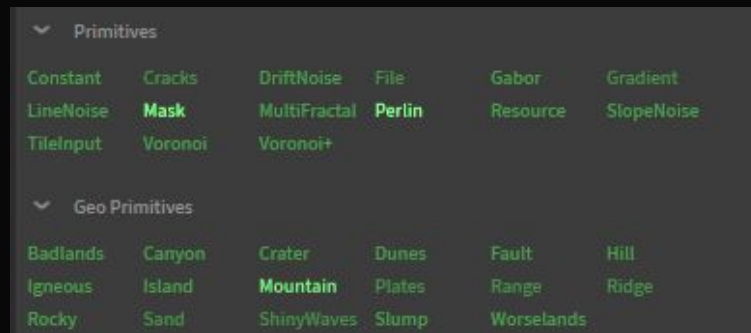 Primitives
Constant Cracks DriftNoise File Gabor Gradient
LineNoise Mask MultiFractal Perlin Resource SlopeNoise
TileInput Voronoi Voronoi+
Geo Primitives
Badlands Canyon Crater Dunes Fault Hill
Igneous Island Mountain Plates Range Ridge
Rocky Sand ShinyWaves Slump Worselands